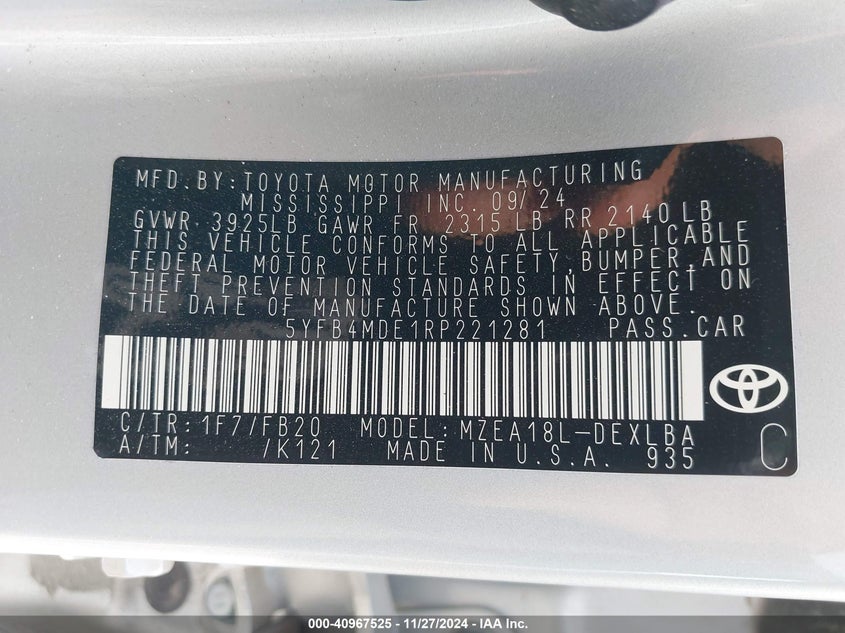 MFD.BY:TOYOTA MOTOR MANUFACTURING
MISSISSIPPI INC. 09/24
GVWR 3925LB GAWR FR 2315 LB RR 2140 LB
THIS VEHICLE CONFORMS TO ALL APPLICABLE
FEDERAL MOTOR VEHICLE SAFETY, BUMPER, AND
THEFT PREVENTION STANDARDS IN EFFECT ON
THE DATE OF MANUFACTURE SHOWN ABOVE.
5YFB4MDE1RP221281 PASS.CAR
C/TR: 1F7/FB20 MODEL: MZEA18L-DEXLBA
A/TM: /K121 MADE IN U.S.A. 935 C
000-40967525 | 11/27/2024 - IAA Inc.